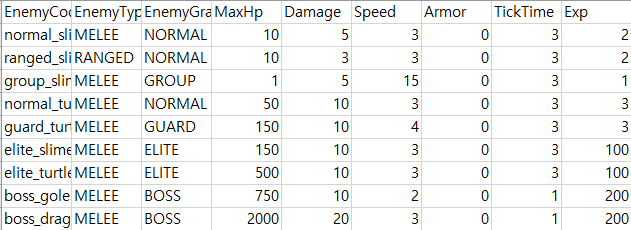 EnemyCod EnemyTyp EnemyGra MaxHp Damage Speed Armor TickTime Exp
normal_sli MELEE NORMAL 10 5 3 0 3 2
ranged_sli RANGED NORMAL 10 3 3 0 3 2
group_slim MELEE GROUP 1 5 15 0 3 1
normal_tu MELEE NORMAL 50 10 3 0 3 3
guard_turt MELEE GUARD 150 10 4 0 3 3
elite_slime MELEE ELITE 150 10 3 0 3 100
elite_turtle MELEE ELITE 500 10 3 0 3 100
boss_gole MELEE BOSS 750 10 2 0 1 200
boss_drag MELEE BOSS 2000 20 3 0 1 200